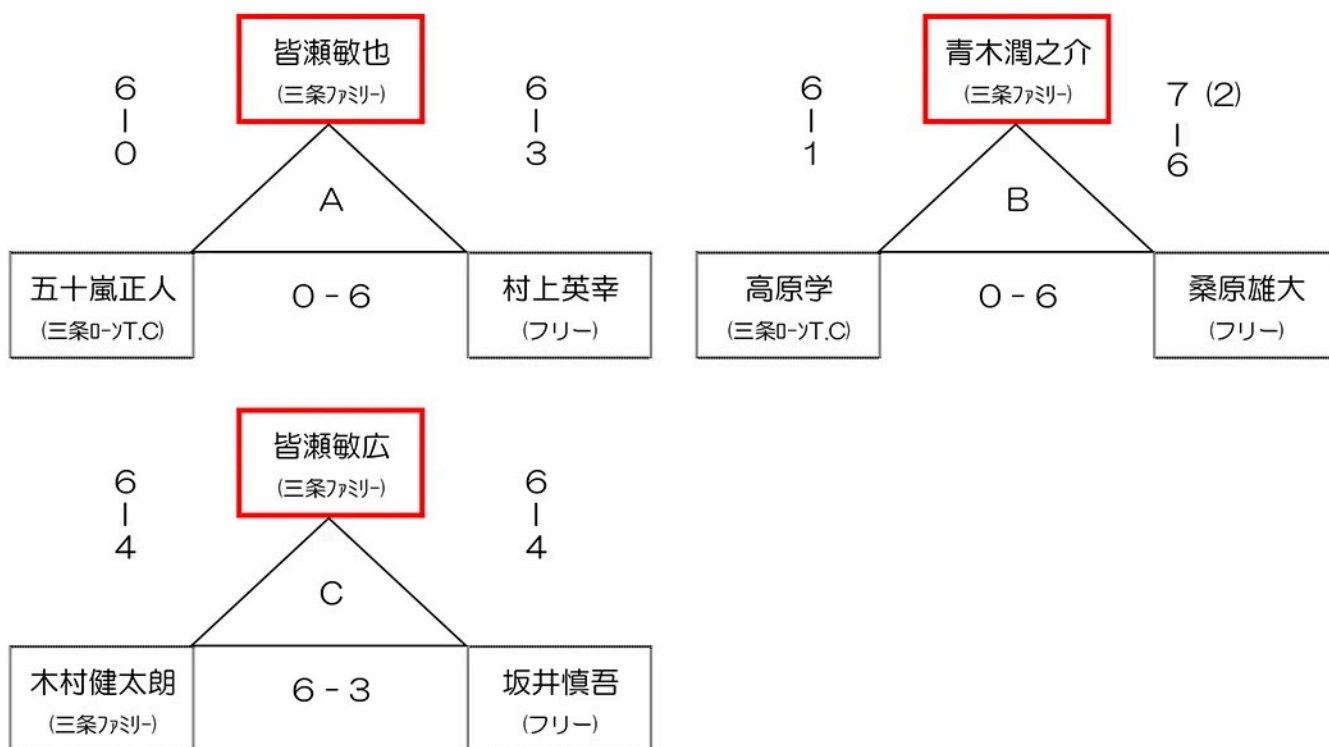 皆瀬敏也
(三条ﾌｧﾐﾘｰ)
6
|
0
6
|
3
A
五十嵐正人
(三条ﾛｰﾝT.C)
0-6
村上英幸
(フリー)
青木潤之介
(三条ﾌｧﾐﾘｰ)
6
|
1
7 (2)
|
6
B
高原学
(三条ﾛｰﾝT.C)
0-6
桑原雄大
(フリー)
皆瀬敏広
(三条ﾌｧﾐﾘｰ)
6
|
4
6
|
4
C
木村健太朗
(三条ﾌｧﾐﾘｰ)
6-3
坂井慎吾
(フリー)